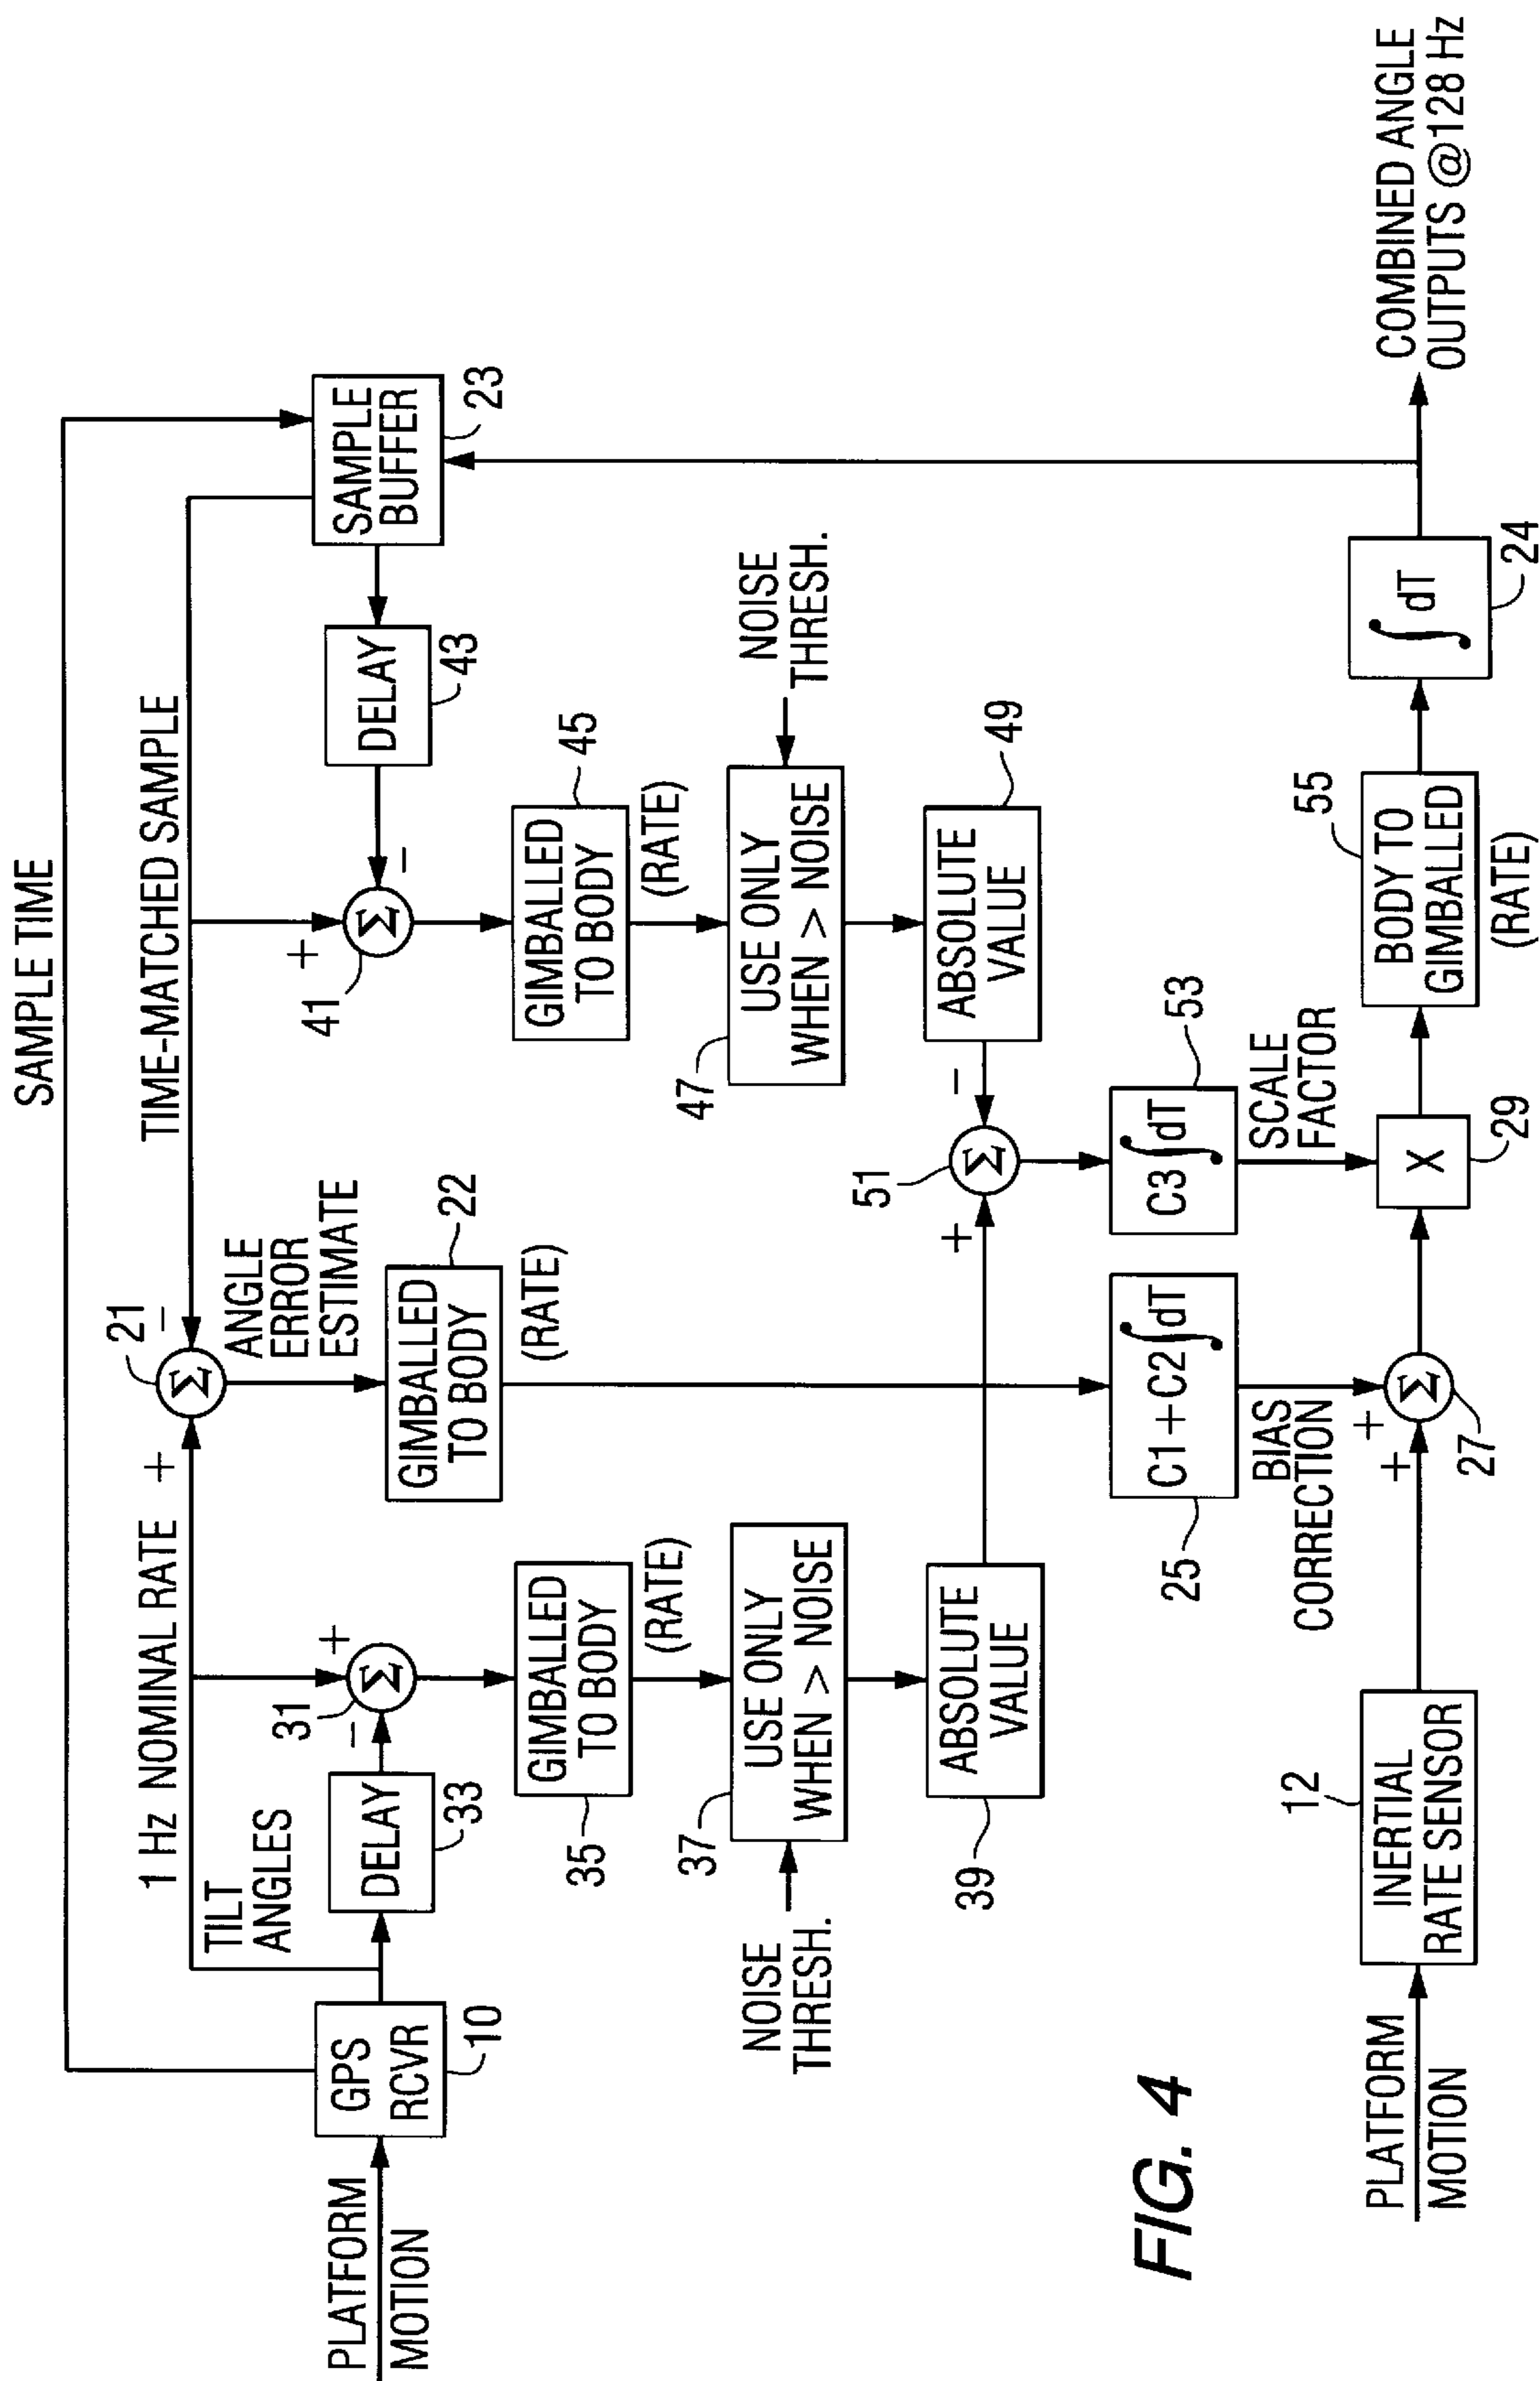 SAMPLE TIME
1 Hz NOMINAL RATE
TIME-MATCHED SAMPLE
TILT
ANGLES
+
21
−
ANGLE
ERROR
ESTIMATE
Σ
PLATFORM
MOTION
GPS
RCVR
10
DELAY
33
31
−
+
Σ
GIMBALLED
TO BODY
22
(RATE)
41
+
−
Σ
DELAY
43
SAMPLE
BUFFER
23
GIMBALLED
TO BODY
35
(RATE)
GIMBALLED
TO BODY
45
(RATE)
NOISE
THRESH.
37
USE ONLY
WHEN > NOISE
47
USE ONLY
WHEN > NOISE
NOISE
THRESH.
39
ABSOLUTE
VALUE
ABSOLUTE
VALUE
49
+
51
−
Σ
25
C1 + C2 ∫dT
C3 ∫dT
53
BIAS
CORRECTION
SCALE
FACTOR
PLATFORM
MOTION
12
INERTIAL
RATE SENSOR
+
+
Σ
27
X
29
BODY TO
GIMBALLED
55
(RATE)
∫ dT
24
COMBINED ANGLE
OUTPUTS @128 Hz
FIG. 4